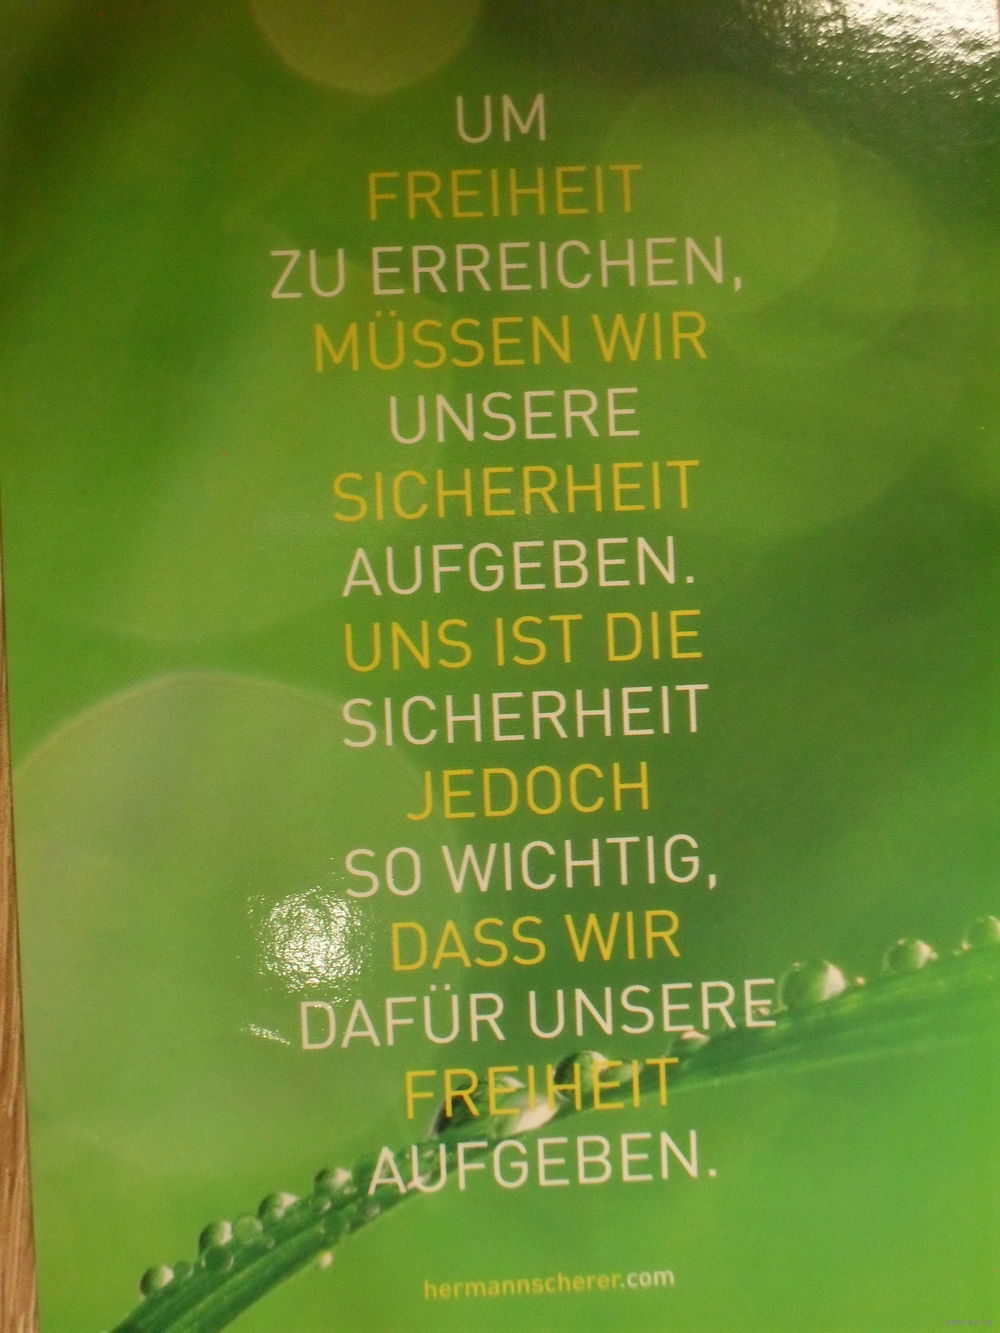 UM
FREIHEIT
ZU ERREICHEN,
MÜSSEN WIR
UNSERE
SICHERHEIT
AUFGEBEN.
UNS IST DIE
SICHERHEIT
JEDOCH
SO WICHTIG,
DASS WIR
DAFÜR UNSERE
FREIHEIT
AUFGEBEN.
hermannscherer.com